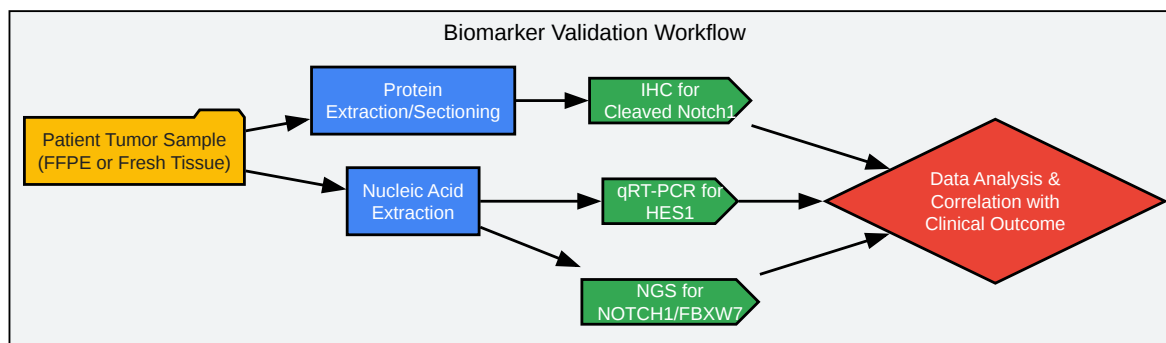 Biomarker Validation Workflow
Patient Tumor Sample
(FFPE or Fresh Tissue)
Protein
Extraction/Sectioning
Nucleic Acid
Extraction
IHC for
Cleaved Notch1
qRT-PCR for
HES1
NGS for
NOTCH1/FBXW7
Data Analysis &
Correlation with
Clinical Outcome